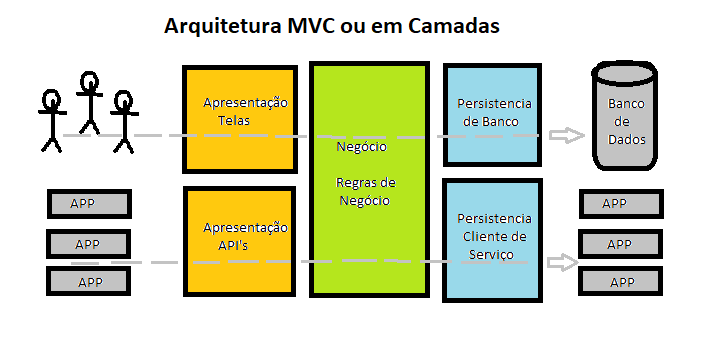 Arquitetura MVC ou em Camadas
Apresentação
Telas
Negócio
Regras de
Negócio
Persistencia
de Banco
Banco
de
Dados
APP
APP
APP
Apresentação
API's
Persistencia
Cliente de
Serviço
APP
APP
APP